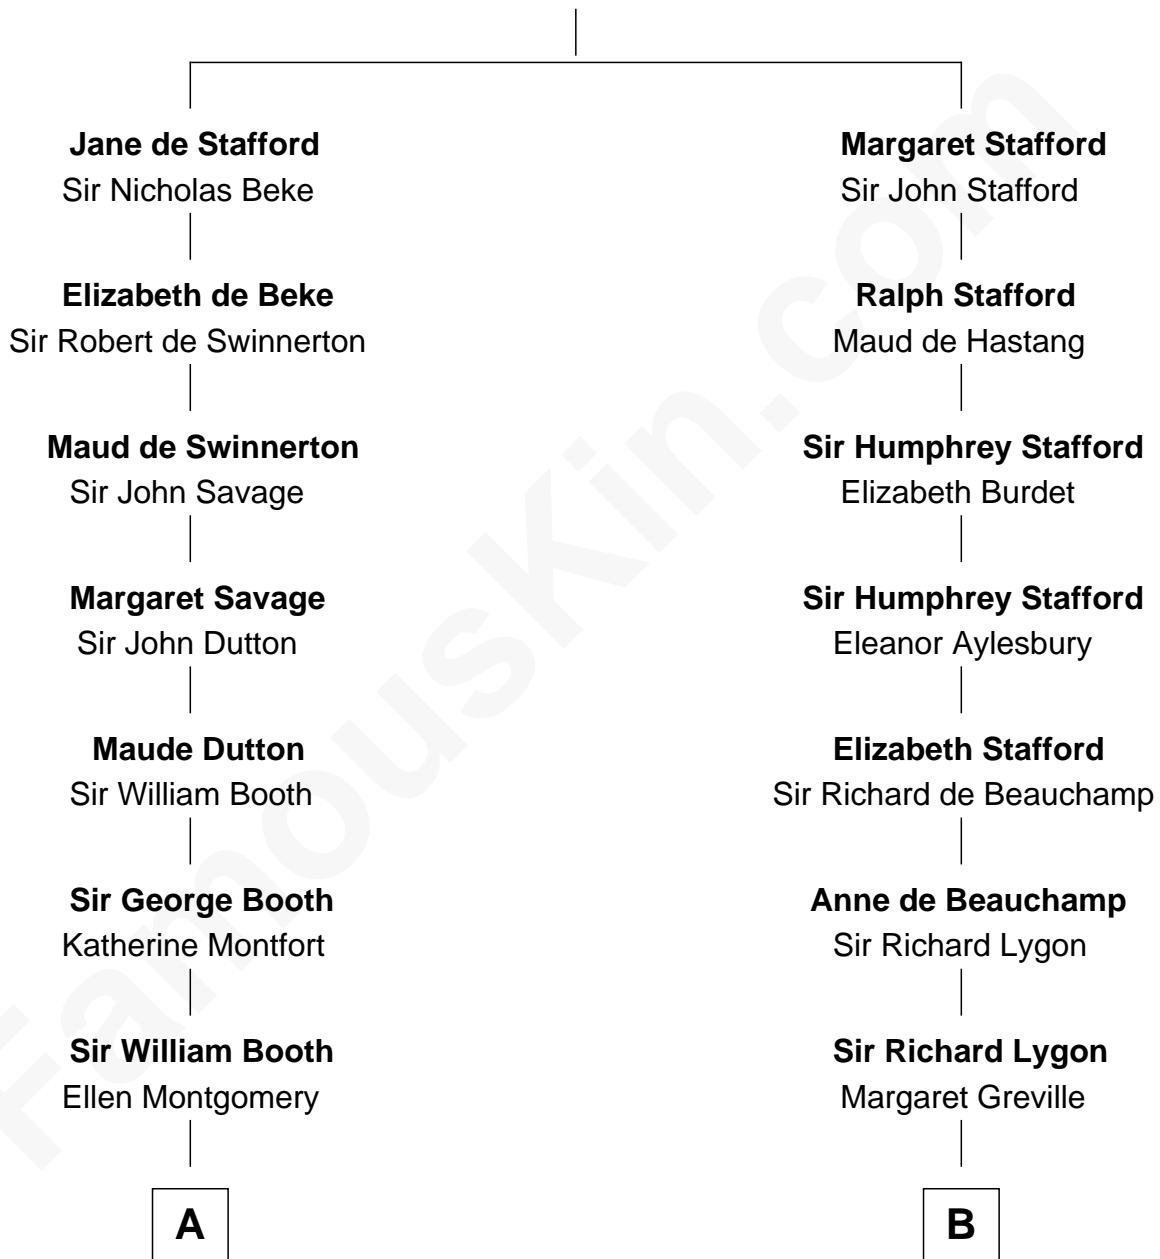 Jane de Stafford
Sir Nicholas Beke
Elizabeth de Beke
Sir Robert de Swinnerton
Maud de Swinnerton
Sir John Savage
Margaret Savage
Sir John Dutton
Maude Dutton
Sir William Booth
Sir George Booth
Katherine Montfort
Sir William Booth
Ellen Montgomery
A
Margaret Stafford
Sir John Stafford
Ralph Stafford
Maud de Hastang
Sir Humphrey Stafford
Elizabeth Burdet
Sir Humphrey Stafford
Eleanor Aylesbury
Elizabeth Stafford
Sir Richard de Beauchamp
Anne de Beauchamp
Sir Richard Lygon
Sir Richard Lygon
Margaret Greville
B
FamousKin.com